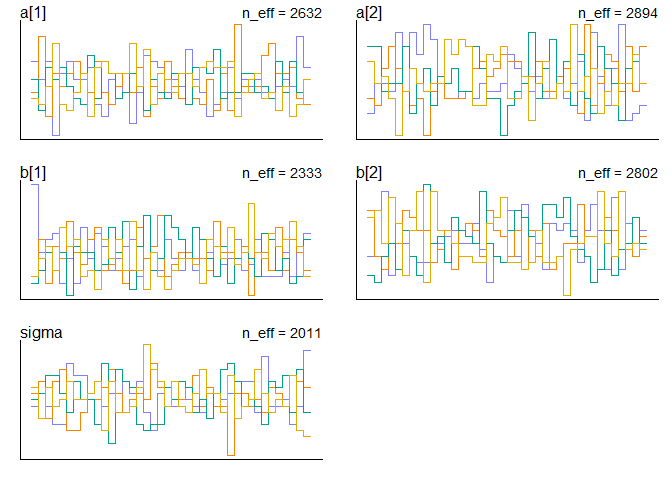 a[1] n_eff = 2632
a[2] n_eff = 2894
b[1] n_eff = 2333
b[2] n_eff = 2802
sigma n_eff = 2011